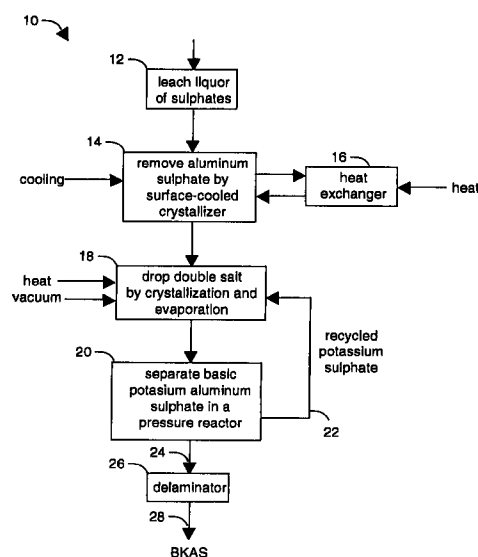 10
12
leach liquor
of sulphates
14
cooling
remove aluminum
sulphate by
surface-cooled
crystallizer
16
heat
exchanger
heat
18
heat
vacuum
drop double salt
by crystallization and
evaporation
recycled
potassium
sulphate
20
separate basic
potasium aluminum
sulphate in a
pressure reactor
22
24
26
delaminator
28
BKAS